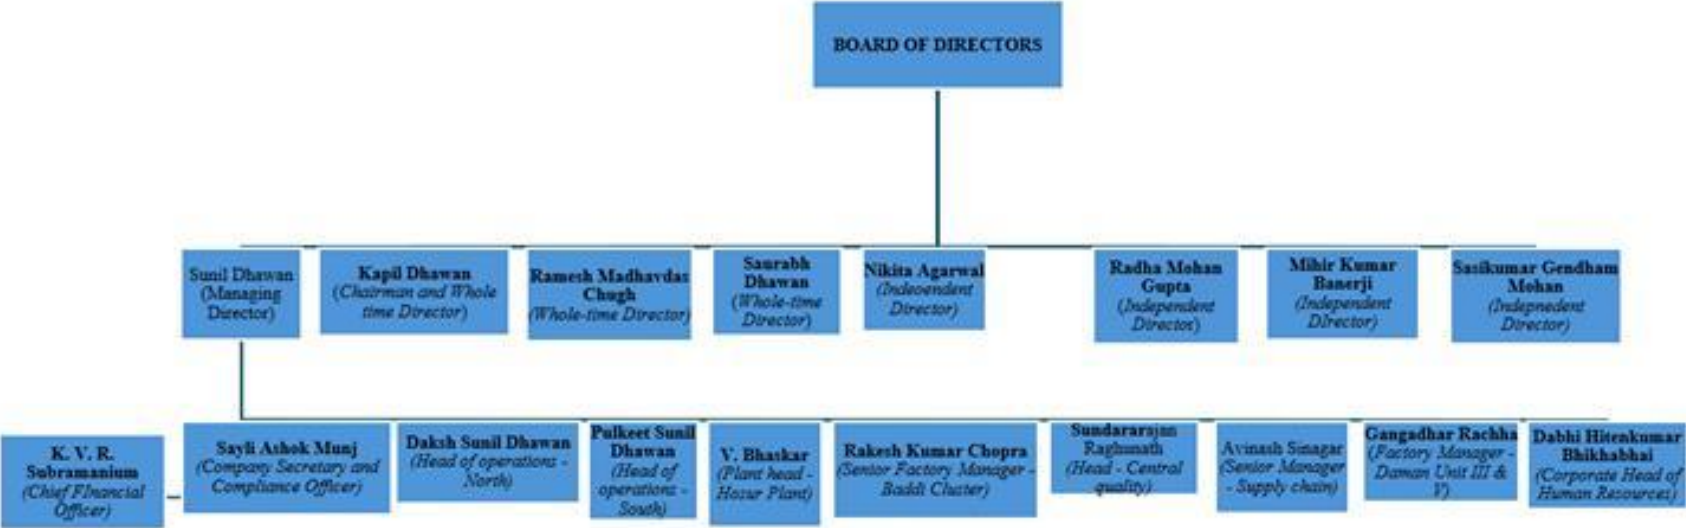 BOARD OF DIRECTORS
Sunil Dhawan
(Managing
Director)
Kapil Dhawan
(Chairman and Whole
time Director)
Ramesh Madhavdas
Chugh
(Whole-time Director)
Saurabh
Dhawan
(Whole-time
Director)
Nikita Agarwal
(Indeoendent
Director)
Radha Mohan
Gupta
(Independent
Director)
Mihir Kumar
Banerji
(Independent
DIrector)
Sasikumar Gendham
Mohan
(Indepnedent
Director)
K. V. R.
Subramanium
(Chief FInancial
Officer)
Sayli Ashok Munj
(Company Secretary and
Compliance Officer)
Daksh Sunil Dhawan
(Head of operations -
North)
Pulkeet Sunil
Dhawan
(Head of
operations -
South)
V. Bhaskar
(Plant head -
Hosur Plant)
Rakesh Kumar Chopra
(Senior Factory Manager -
Baddi Cluster)
Sundararajan
Raghunath
(Head - Central
quality)
Avinash Sinagar
(Senior Manager
- Supply chain)
Gangadhar Rachha
(Factory Manager -
Daman Unit III &
V)
Dabhi Hitenkumar
Bhikhabhai
(Corporate Head of
Human Resources)